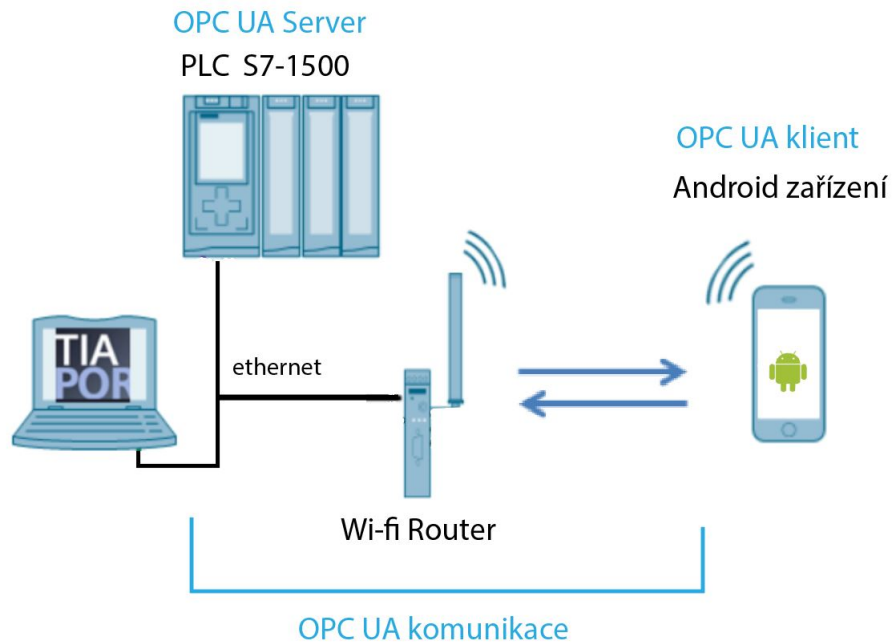 OPC UA Server
PLC S7-1500
OPC UA klient
Android zařízení
TIA
POR
ethernet
Wi-fi Router
OPC UA komunikace